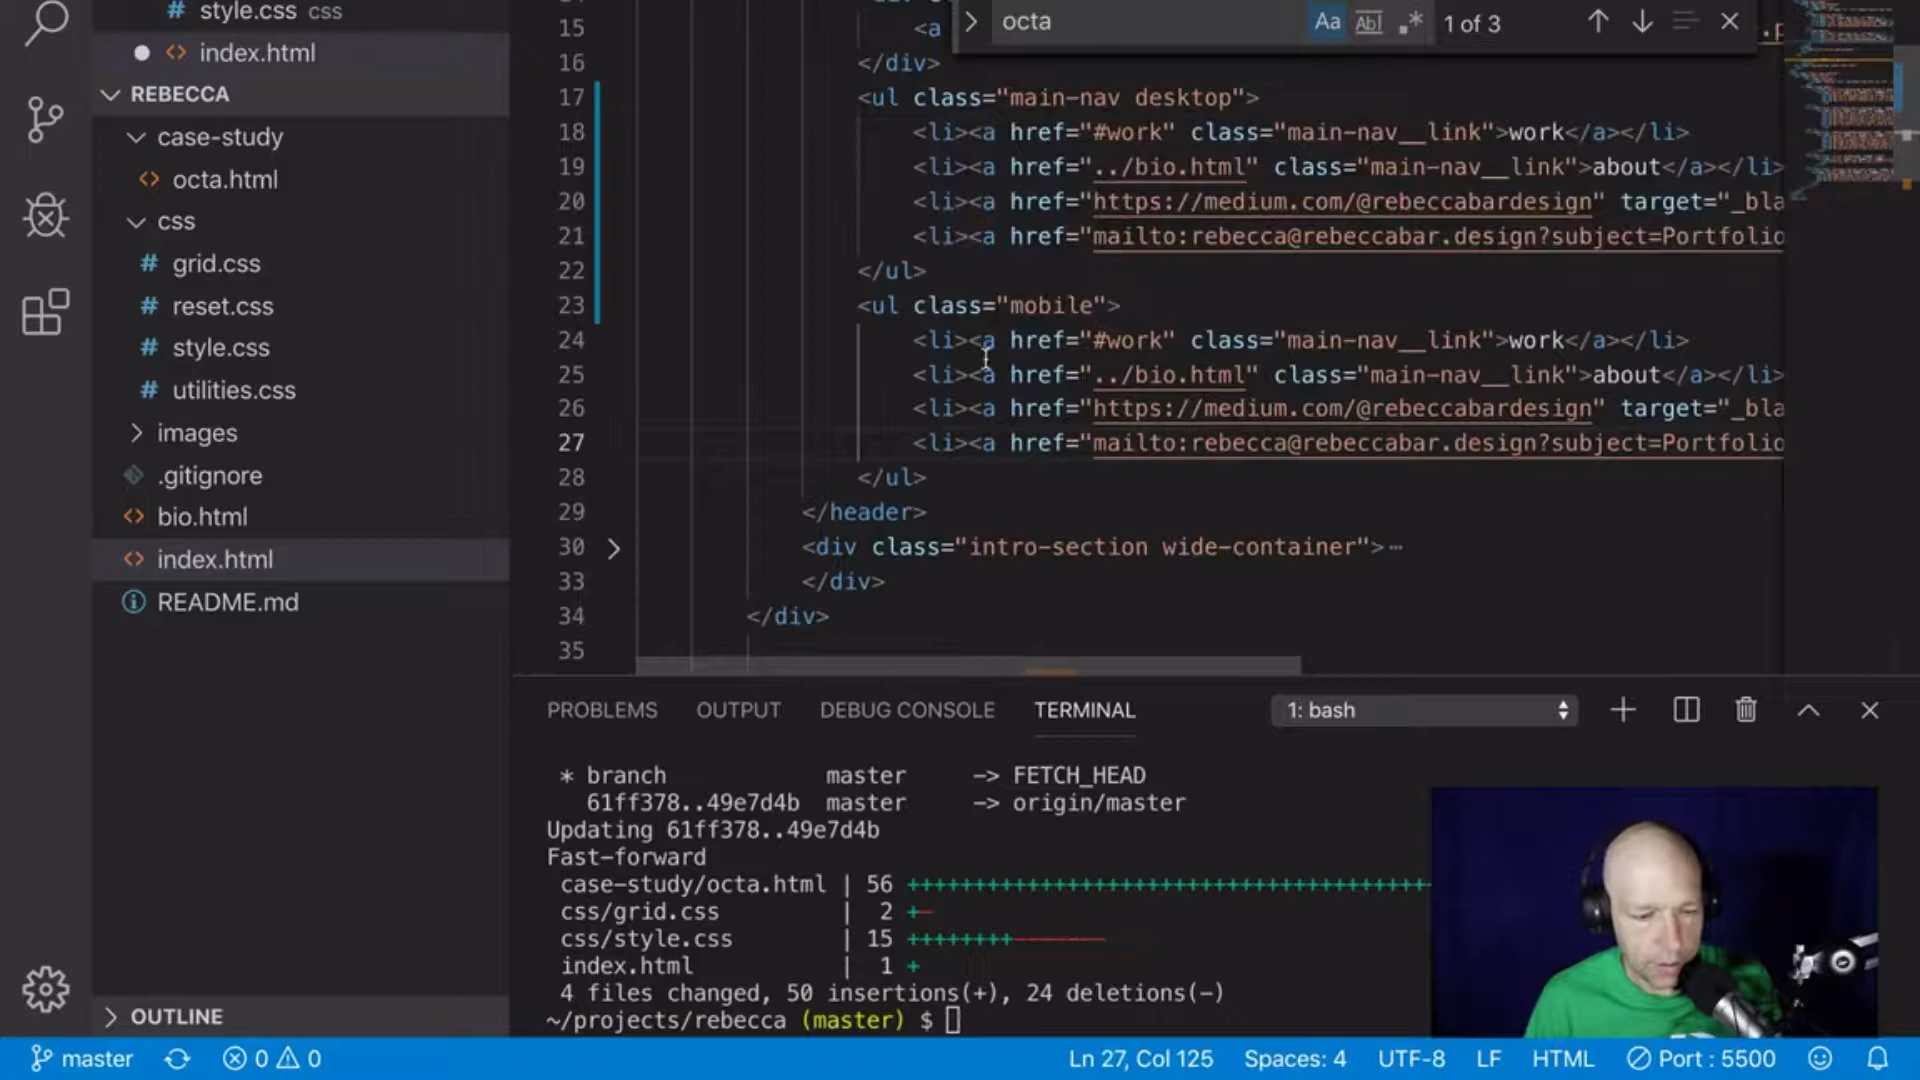 # style.css css
<> index.html
REBECCA
case-study
<> octa.html
css
# grid.css
# reset.css
# style.css
# utilities.css
images
.gitignore
<> bio.html
<> index.html
README.md
OUTLINE
octa Aa Abl .* 1 of 3
15 <a
16 </div>
17 <ul class="main-nav desktop">
18 <li><a href="#work" class="main-nav__link">work</a></li>
19 <li><a href="../bio.html" class="main-nav__link">about</a></li>
20 <li><a href="https://medium.com/@rebeccabardesign" target="_bla
21 <li><a href="mailto:rebecca@rebeccabar.design?subject=Portfolio
22 </ul>
23 <ul class="mobile">
24 <li><a href="#work" class="main-nav__link">work</a></li>
25 <li><a href="../bio.html" class="main-nav__link">about</a></li>
26 <li><a href="https://medium.com/@rebeccabardesign" target="_bla
27 <li><a href="mailto:rebecca@rebeccabar.design?subject=Portfolio
28 </ul>
29 </header>
30 <div class="intro-section wide-container">⋯
33 </div>
34 </div>
35
PROBLEMS OUTPUT DEBUG CONSOLE TERMINAL 1: bash
* branch master -> FETCH_HEAD
61ff378..49e7d4b master -> origin/master
Updating 61ff378..49e7d4b
Fast-forward
case-study/octa.html | 56 +++++++++++++++++++++++++++++++++++++++
css/grid.css | 2 +-
css/style.css | 15 ++++++++-------
index.html | 1 +
4 files changed, 50 insertions(+), 24 deletions(-)
~/projects/rebecca (master) $
master 0 0 Ln 27, Col 125 Spaces: 4 UTF-8 LF HTML Port : 5500